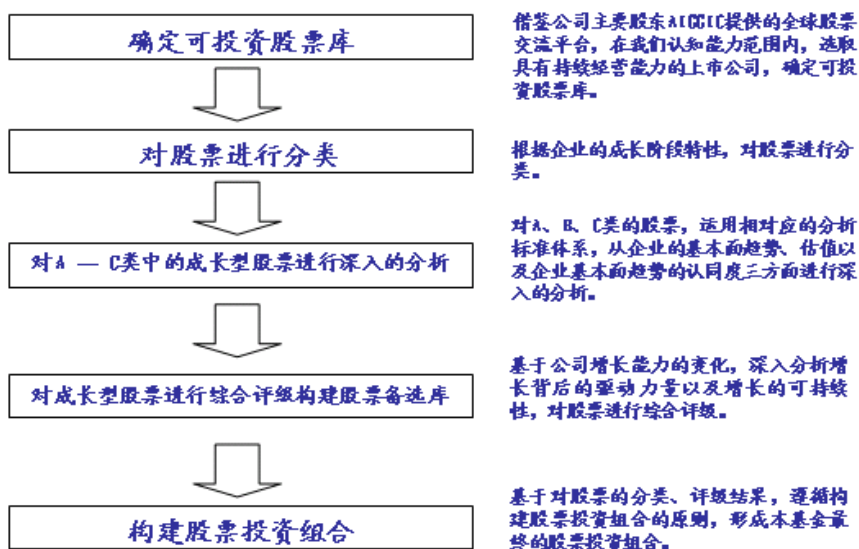 确定可投资股票库
借鉴公司主要股东AIGGIC提供的全球股票
交流平台，在我们认知能力范围内，选取
具有持续经营能力的上市公司，确定可投
资股票库。
对股票进行分类
根据企业的成长阶段特性，对股票进行分
类。
对A — C类中的成长型股票进行深入的分析
对A、B、C类的股票，运用相对应的分析
标准体系，从企业的基本面趋势、估值以
及企业基本面趋势的认同度三方面进行深
入的分析。
对成长型股票进行综合评级构建股票备选库
基于公司增长能力的变化，深入分析增
长背后的驱动力量以及增长的可持续
性，对股票进行综合评级。
构建股票投资组合
基于对股票的分类、评级结果，遵循构
建股票投资组合的原则，形成本基金最
终的股票投资组合。